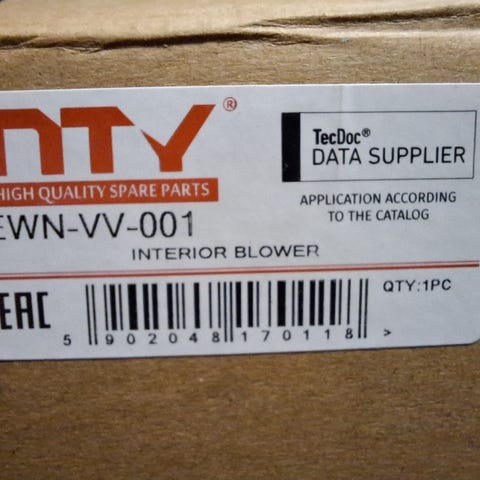 NTY®
HIGH QUALITY SPARE PARTS
TecDoc®
DATA SUPPLIER
APPLICATION ACCORDING
TO THE CATALOG
EWN-VV-001
INTERIOR BLOWER
EAC
QTY:1PC
5 902048 170118 >